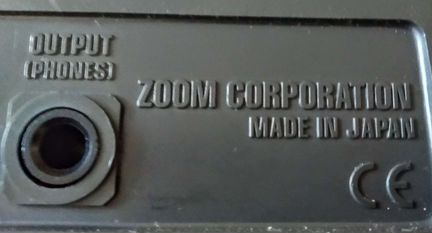 OUTPUT
(PHONES)
ZOOM CORPORATION
MADE IN JAPAN
CE